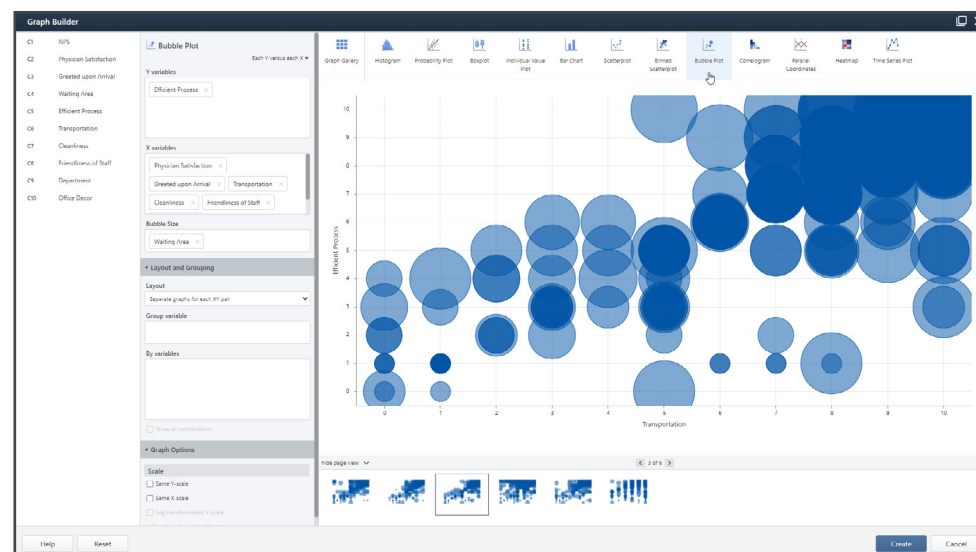 Graph Builder
C1 NPS
C2 Physician Satisfaction
C3 Greeted upon Arrival
C4 Waiting Area
C5 Efficient Process
C6 Transportation
C7 Cleanliness
C8 Friendliness of Staff
C9 Department
C10 Office Decor
Bubble Plot
Each Y versus each X
Y variables
Efficient Process ×
X variables
Physician Satisfaction ×
Greeted upon Arrival × Transportation ×
Cleanliness × Friendliness of Staff ×
Bubble Size
Waiting Area ×
Layout and Grouping
Layout
Separate graphs for each XY pair
Group variable
By variables
Show all combinations
Graph Options
Scale
Same Y-scale
Same X-scale
Log transformation: Y-scale
Help Reset
Graph Gallery
Histogram
Probability Plot
Boxplot
Individual Value
Plot
Bar Chart
Scatterplot
Binned
Scatterplot
Bubble Plot
Correlogram
Parallel
Coordinates
Heatmap
Time Series Plot
Efficient Process
10
9
8
7
6
5
4
3
2
1
0
0 1 2 3 4 5 6 7 8 9 10
Transportation
hide page view
< 3 of 6 >
Create Cancel